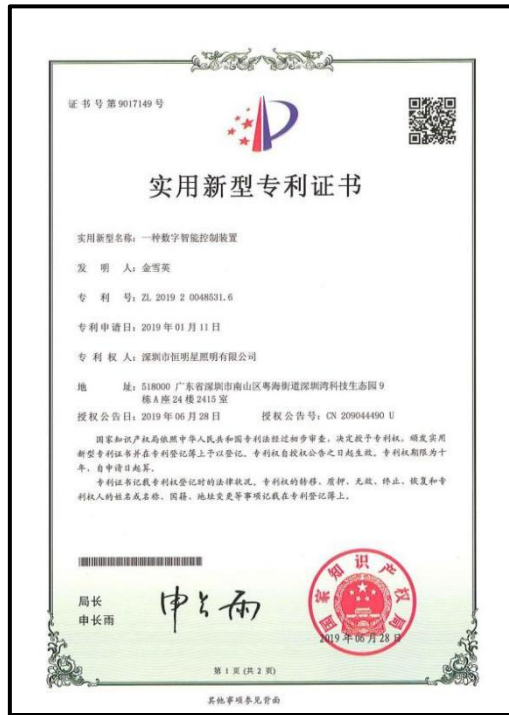 证书号第9017149号
实用新型专利证书
实用新型名称：一种数字智能控制装置
发明人：金雪英
专利号：ZL 2019 2 0048531.6
专利申请日：2019年01月11日
专利权人：深圳市恒明星照明有限公司
地址：518000 广东省深圳市南山区粤海街道深圳湾科技生态园9
栋A座24楼2415室
授权公告日：2019年06月28日 授权公告号：CN 209044490 U
国家知识产权局依照中华人民共和国专利法经过初步审查，决定授予专利权，颁发实用
新型专利证书并在专利登记簿上予以登记。专利权自授权公告之日起生效。专利权期限为十
年，自申请日起算。
专利证书记载专利权登记时的法律状况。专利权的转移、质押、无效、终止、恢复和专
利权人的姓名或名称、国籍、地址变更等事项记载在专利登记簿上。
局长
申长雨
申长雨
国家知识产权局
2019年06月28日
第 1 页 (共 2 页)
其他事项参见背面